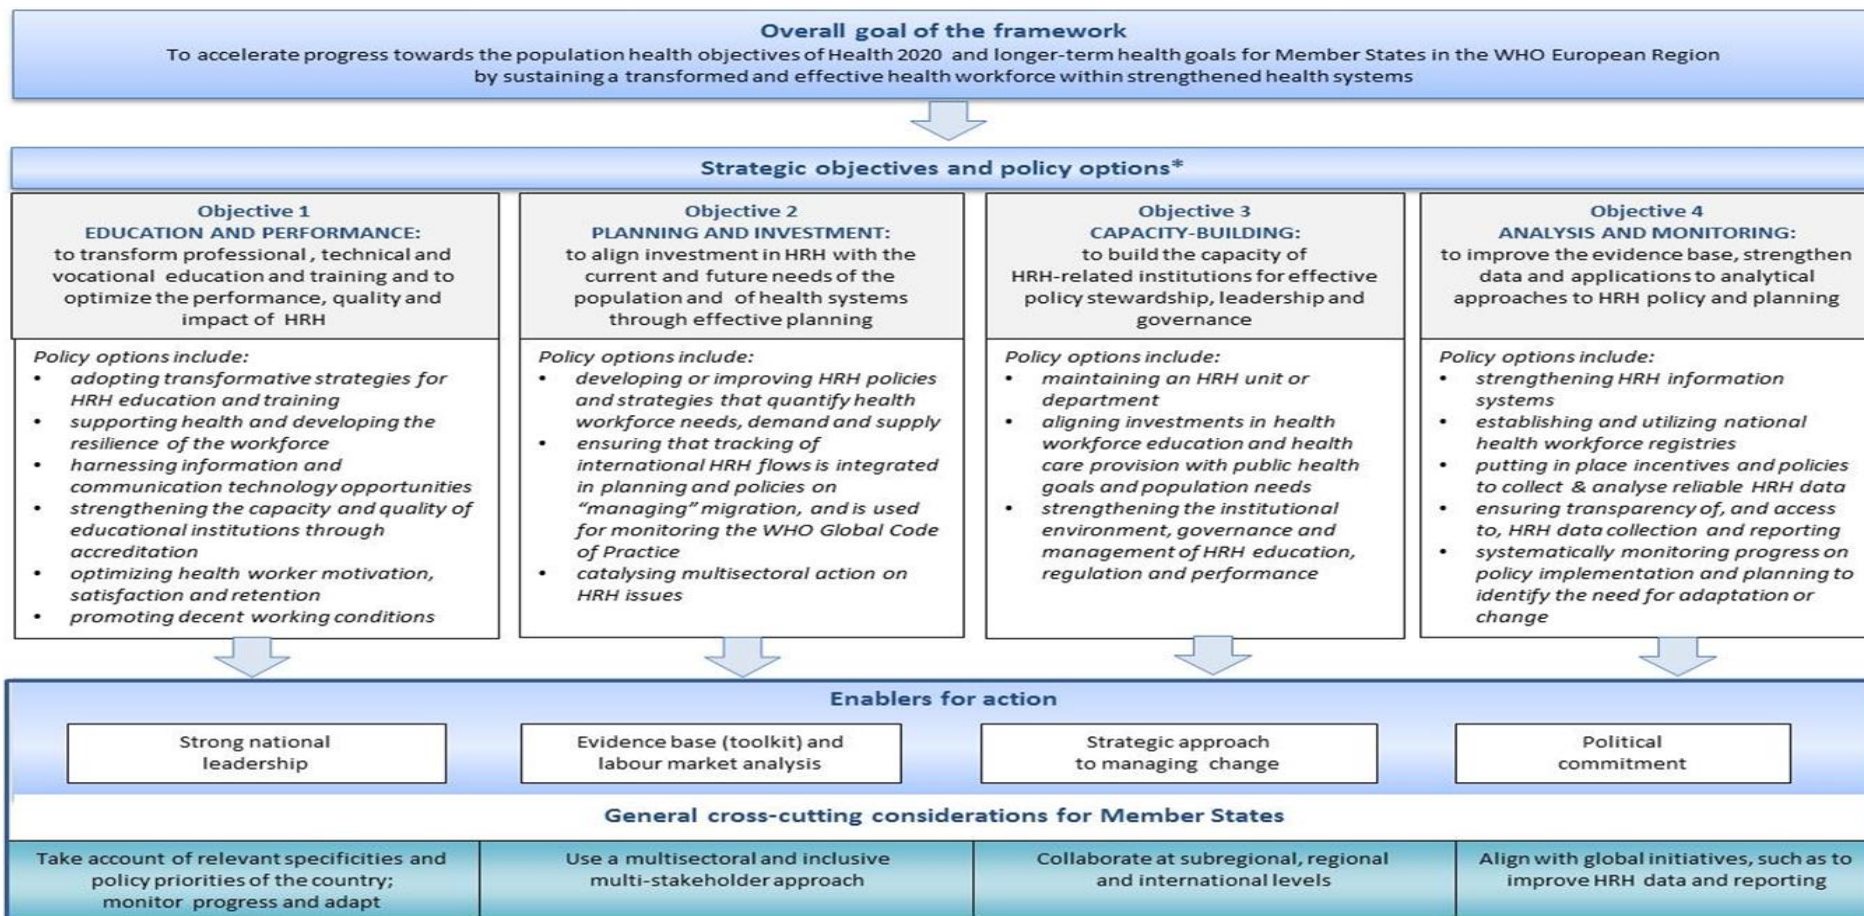 Overall goal of the framework
To accelerate progress towards the population health objectives of Health 2020 and longer-term health goals for Member States in the WHO European Region
by sustaining a transformed and effective health workforce within strengthened health systems
Strategic objectives and policy options*
Objective 1
EDUCATION AND PERFORMANCE:
to transform professional, technical and
vocational education and training and to
optimize the performance, quality and
impact of HRH
Policy options include:
• adopting transformative strategies for
HRH education and training
• supporting health and developing the
resilience of the workforce
• harnessing information and
communication technology opportunities
• strengthening the capacity and quality of
educational institutions through
accreditation
• optimizing health worker motivation,
satisfaction and retention
• promoting decent working conditions
Objective 2
PLANNING AND INVESTMENT:
to align investment in HRH with the
current and future needs of the
population and of health systems
through effective planning
Policy options include:
• developing or improving HRH policies
and strategies that quantify health
workforce needs, demand and supply
• ensuring that tracking of
international HRH flows is integrated
in planning and policies on
“managing” migration, and is used
for monitoring the WHO Global Code
of Practice
• catalysing multisectoral action on
HRH issues
Objective 3
CAPACITY-BUILDING:
to build the capacity of
HRH-related institutions for effective
policy stewardship, leadership and
governance
Policy options include:
• maintaining an HRH unit or
department
• aligning investments in health
workforce education and health
care provision with public health
goals and population needs
• strengthening the institutional
environment, governance and
management of HRH education,
regulation and performance
Objective 4
ANALYSIS AND MONITORING:
to improve the evidence base, strengthen
data and applications to analytical
approaches to HRH policy and planning
Policy options include:
• strengthening HRH information
systems
• establishing and utilizing national
health workforce registries
• putting in place incentives and policies
to collect & analyse reliable HRH data
• ensuring transparency of, and access
to, HRH data collection and reporting
• systematically monitoring progress on
policy implementation and planning to
identify the need for adaptation or
change
Enablers for action
Strong national
leadership
Evidence base (toolkit) and
labour market analysis
Strategic approach
to managing change
Political
commitment
General cross-cutting considerations for Member States
Take account of relevant specificities and
policy priorities of the country;
monitor progress and adapt
Use a multisectoral and inclusive
multi-stakeholder approach
Collaborate at subregional, regional
and international levels
Align with global initiatives, such as to
improve HRH data and reporting